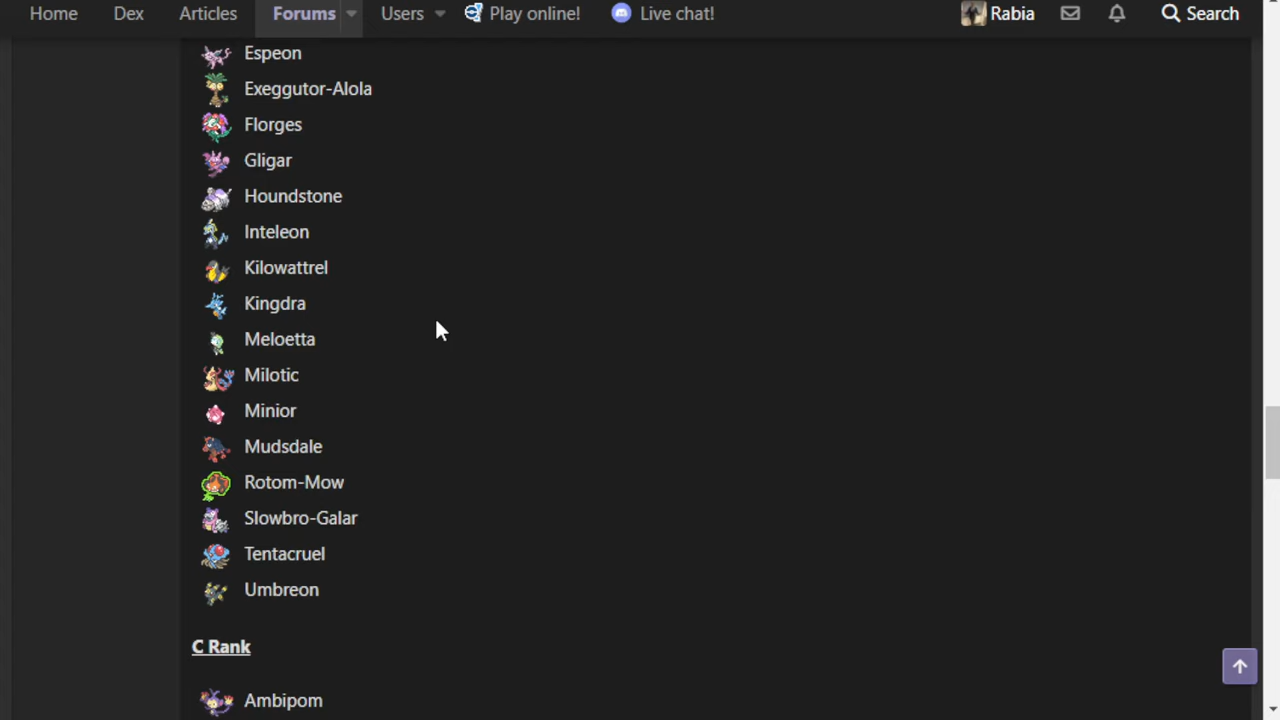 Home Dex Articles Forums Users Play online! Live chat! Rabia Search
Espeon
Exeggutor-Alola
Florges
Gligar
Houndstone
Inteleon
Kilowattrel
Kingdra
Meloetta
Milotic
Minior
Mudsdale
Rotom-Mow
Slowbro-Galar
Tentacruel
Umbreon
C Rank
Ambipom